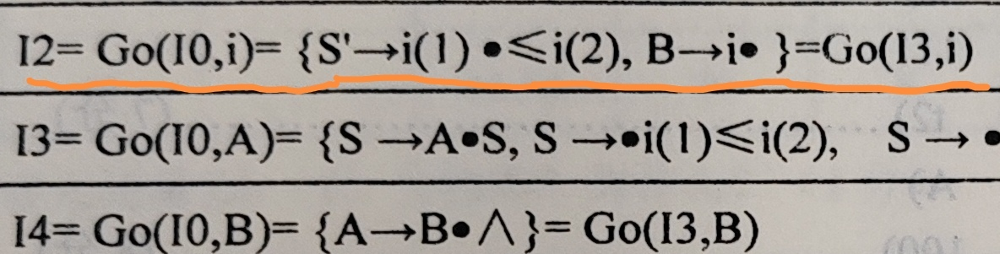 I2= Go(I0,i)= {S'→i(1) •⩽i(2), B→i• }=Go(I3,i)
I3= Go(I0,A)= {S →A•S, S →•i(1)⩽i(2), S → •
I4= Go(I0,B)= {A→B•∧}= Go(I3,B)